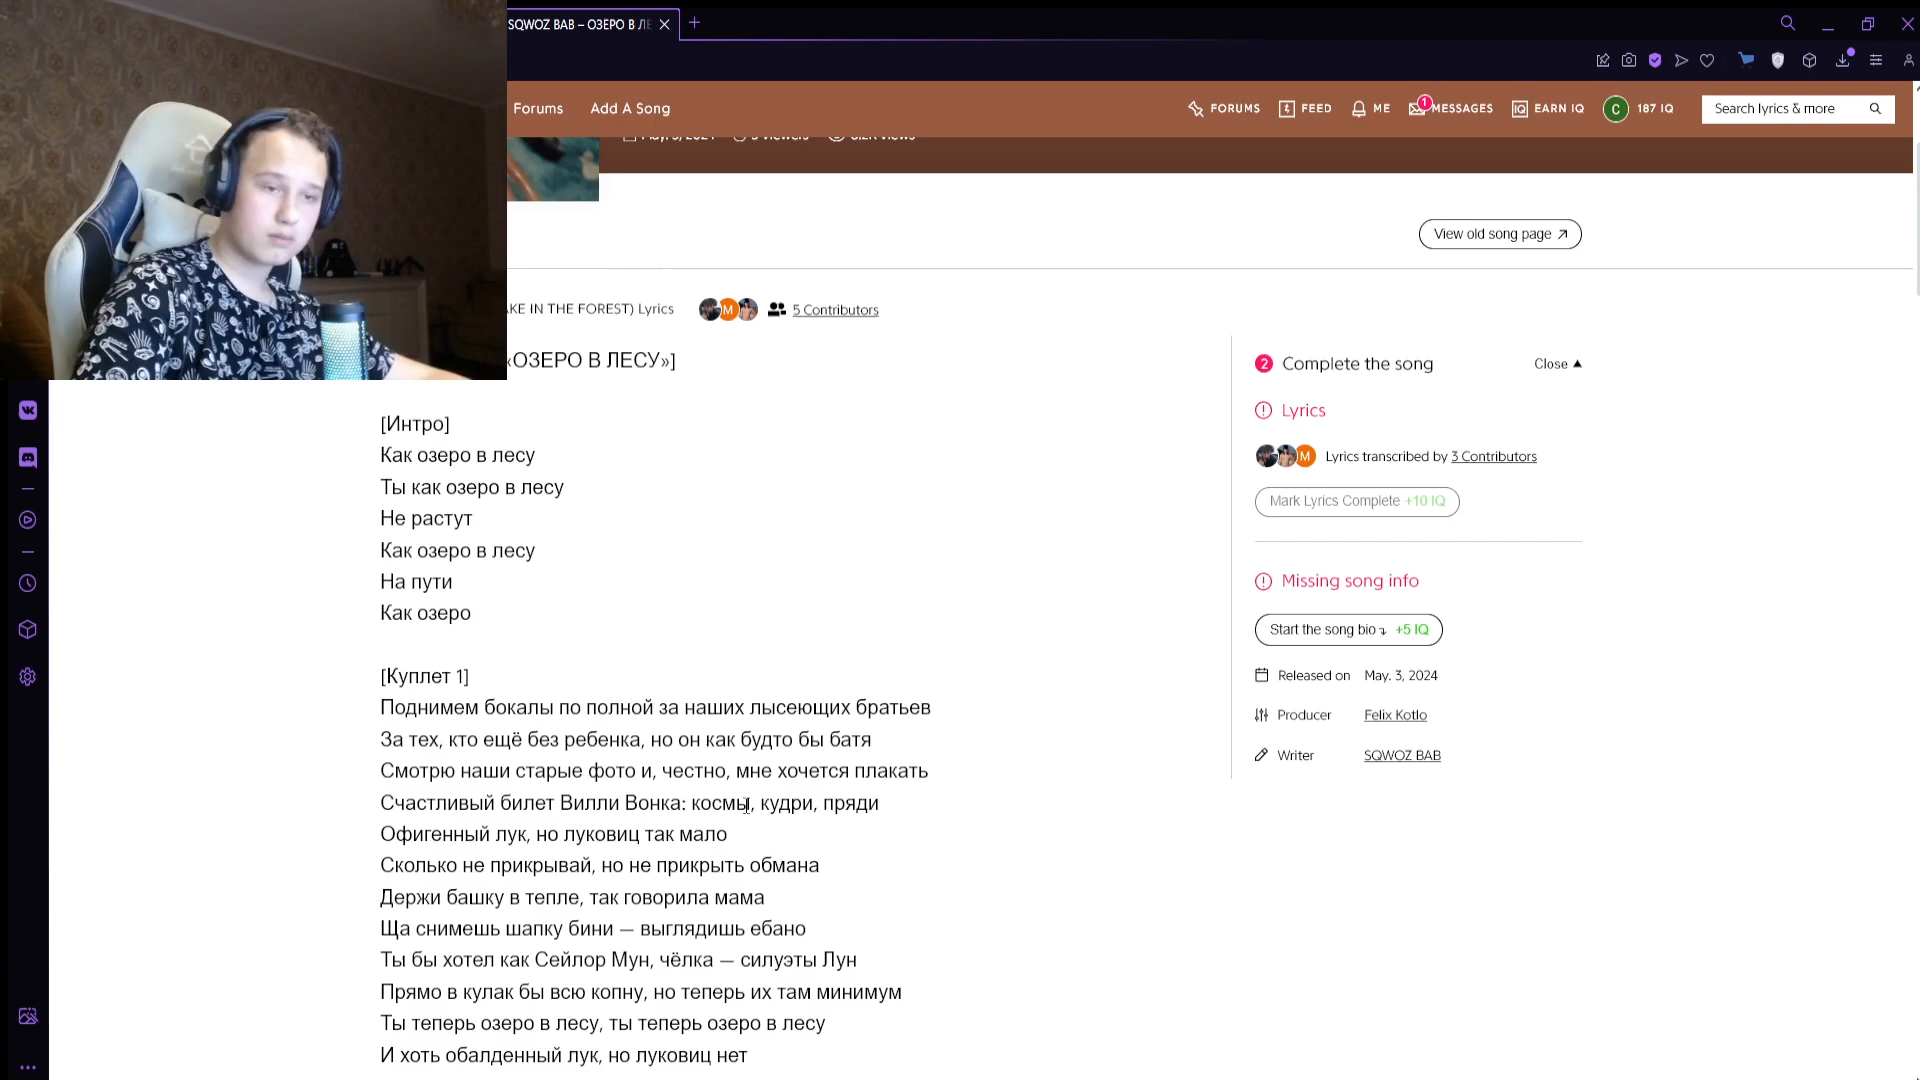 SQWOZ BAB – ОЗЕРО В ЛЕ
Forums
Add A Song
FORUMS
FEED
ME
1
MESSAGES
EARN IQ
C
187 IQ
Search lyrics & more
View old song page
AKE IN THE FOREST) Lyrics
M
5 Contributors
«ОЗЕРО В ЛЕСУ»]
[Интро]
Как озеро в лесу
Ты как озеро в лесу
Не растут
Как озеро в лесу
На пути
Как озеро
[Куплет 1]
Поднимем бокалы по полной за наших лысеющих братьев
За тех, кто ещё без ребенка, но он как будто бы батя
Смотрю наши старые фото и, честно, мне хочется плакать
Счастливый билет Вилли Вонка: космы, кудри, пряди
Офигенный лук, но луковиц так мало
Сколько не прикрывай, но не прикрыть обмана
Держи башку в тепле, так говорила мама
Ща снимешь шапку бини — выглядишь ебано
Ты бы хотел как Сейлор Мун, чёлка — силуэты Лун
Прямо в кулак бы всю копну, но теперь их там минимум
Ты теперь озеро в лесу, ты теперь озеро в лесу
И хоть обалденный лук, но луковиц нет
2 Complete the song
Close
Lyrics
M
Lyrics transcribed by 3 Contributors
Mark Lyrics Complete +10 IQ
Missing song info
Start the song bio +5 IQ
Released on May. 3, 2024
Producer Felix Kotlo
Writer SQWOZ BAB